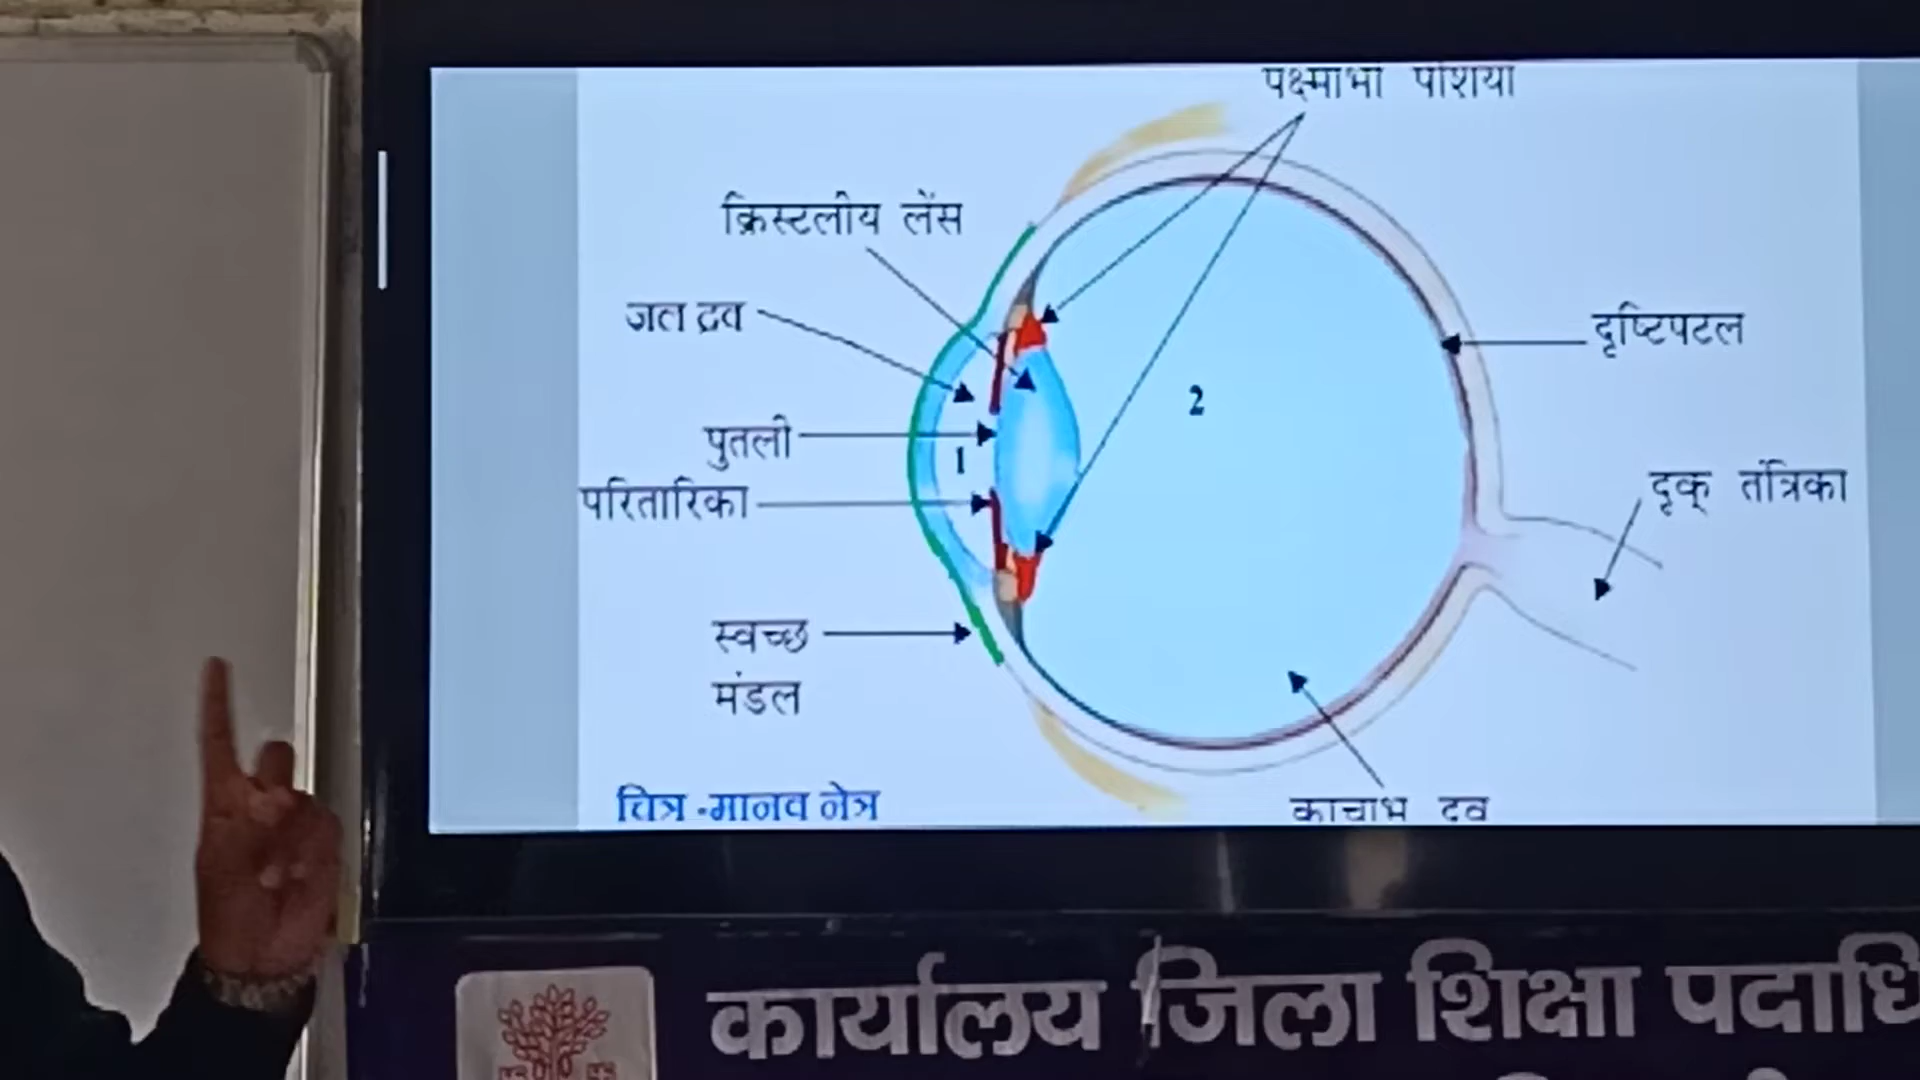 पक्ष्माभी पेशियाँ
क्रिस्टलीय लेंस
जल द्रव
दृष्टिपटल
2
पुतली
1
परितारिका
दृक् तंत्रिका
स्वच्छ
मंडल
चित्र -मानव नेत्र
काचाभ द्रव
कार्यालय जिला शिक्षा पदाधि